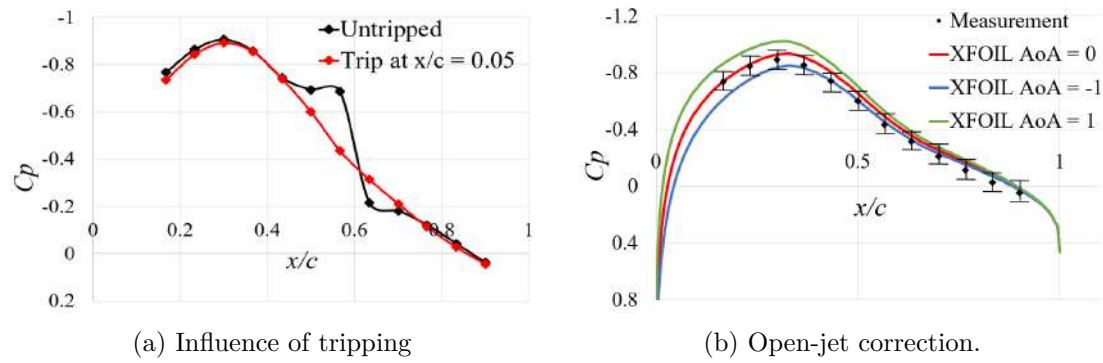 -1
-0.8
-0.6
-0.4
-0.2
0
0.2
Cp
0 0.2 0.4 0.6 0.8 1
x/c
Untripped
Trip at x/c = 0.05
(a) Influence of tripping
-1.2
-0.8
-0.4
0
0.4
0.8
Cp
0 0.5 1
x/c
Measurement
XFOIL AoA = 0
XFOIL AoA = -1
XFOIL AoA = 1
(b) Open-jet correction.